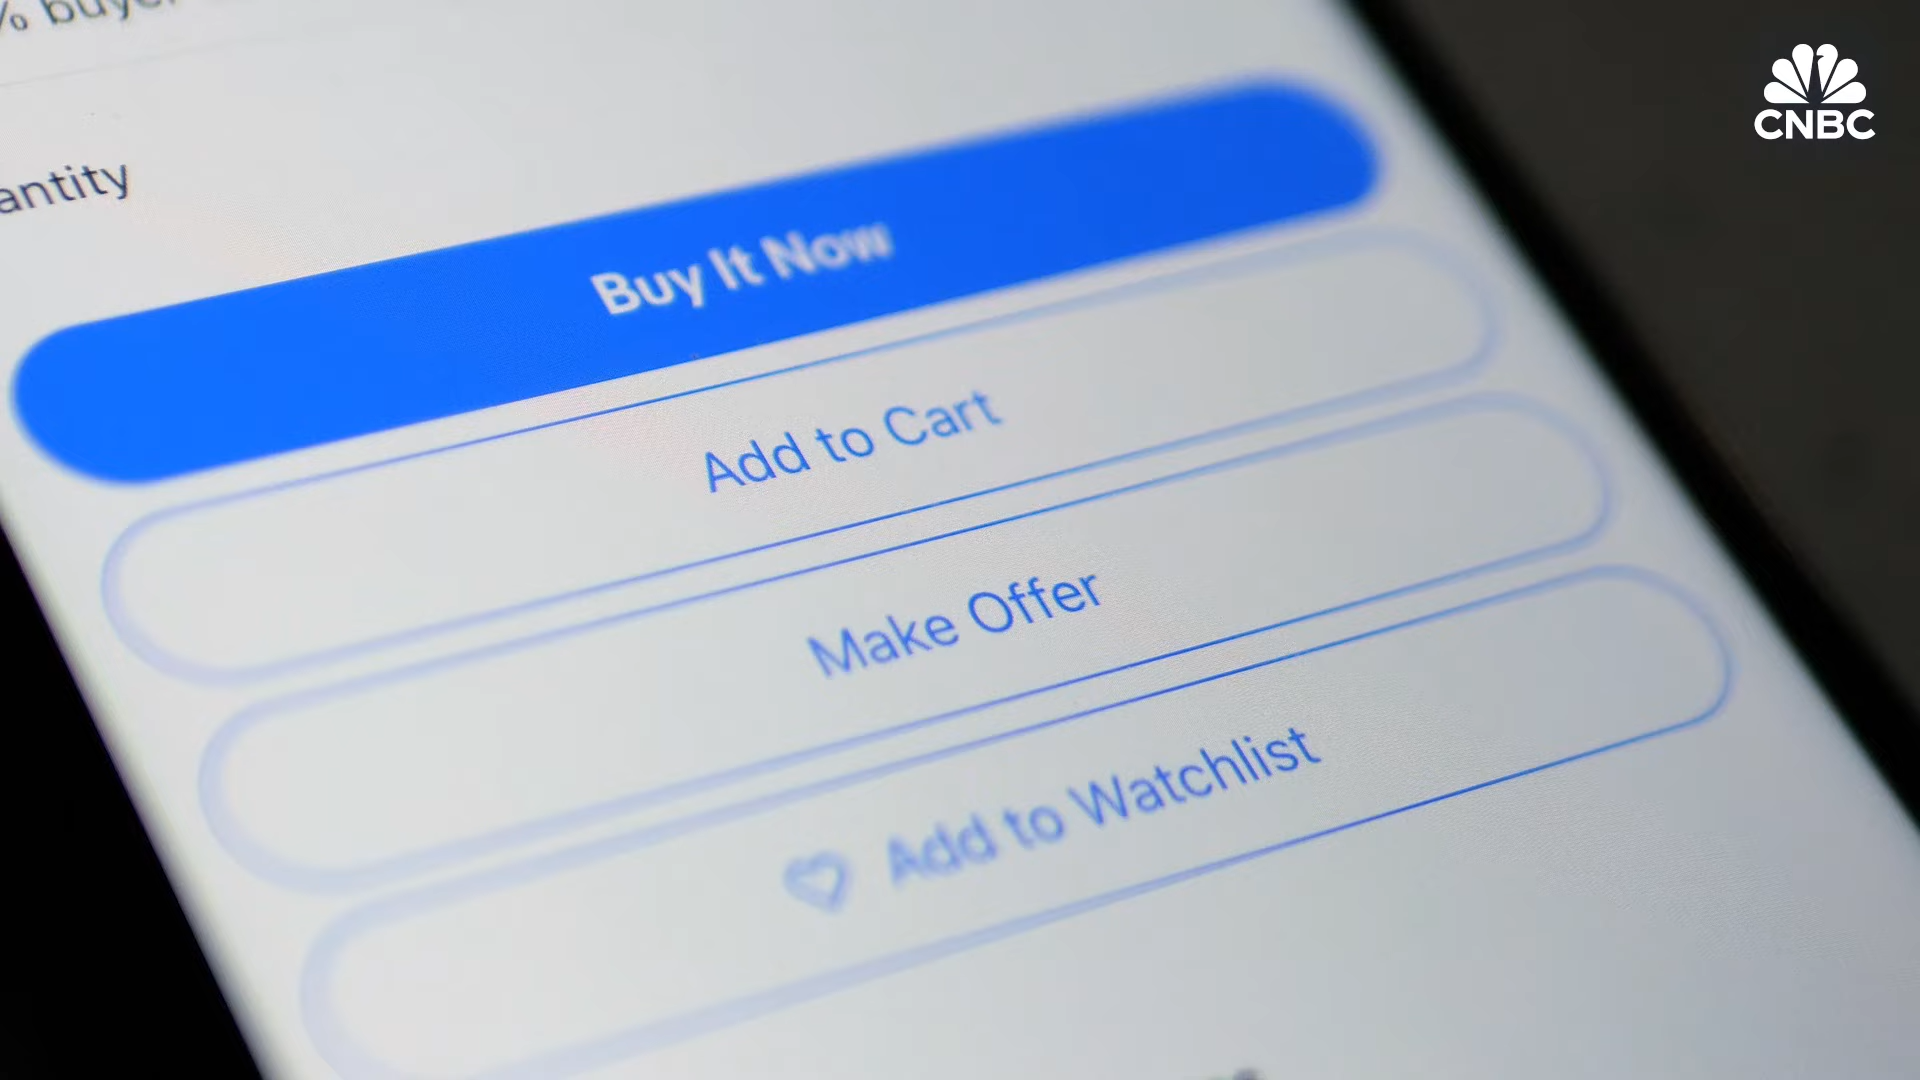 CNBC
antity
Buy It Now
Add to Cart
Make Offer
Add to Watchlist